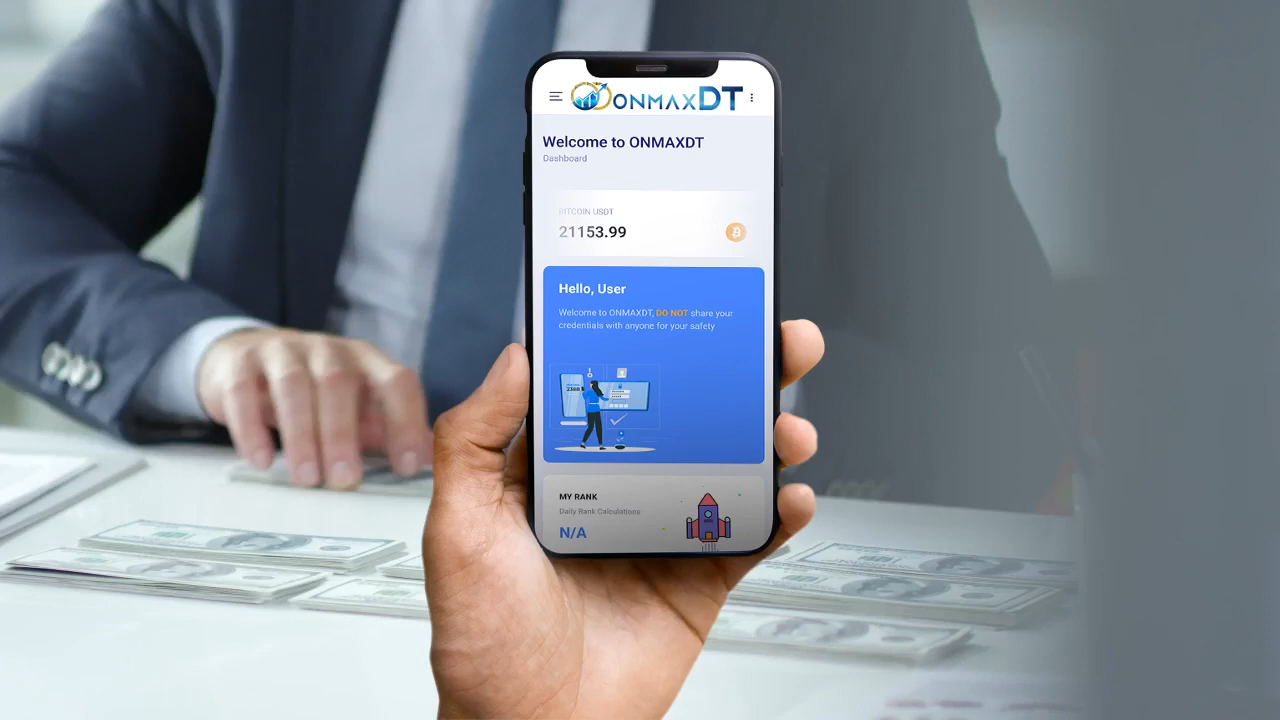 ONMAXDT
Welcome to ONMAXDT
Dashboard
BITCOIN USDT
21153.99
Hello, User
Welcome to ONMAXDT, DO NOT share your
credentials with anyone for your safety
MY RANK
Daily Rank Calculations
N/A